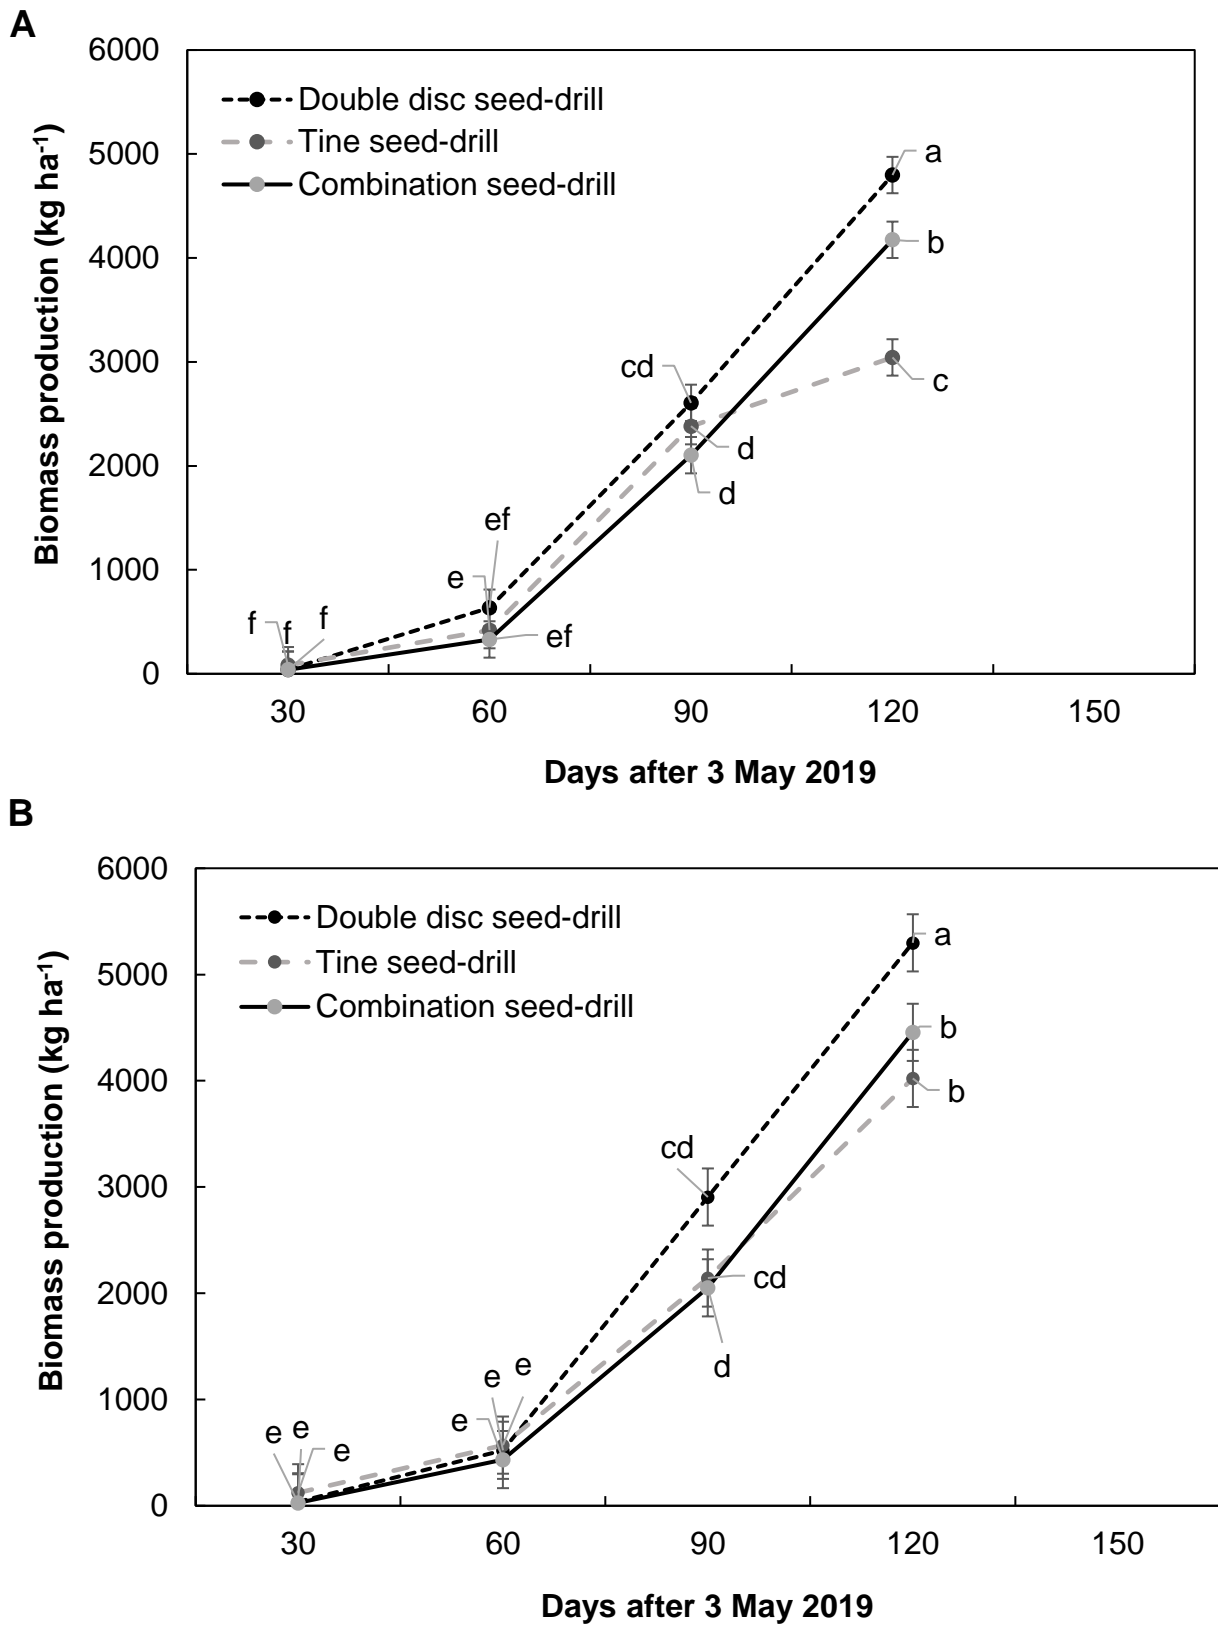 A
6000
5000
4000
3000
2000
1000
0
Biomass production (kg ha⁻¹)
Double disc seed-drill
Tine seed-drill
Combination seed-drill
a
b
c
cd
d
d
ef
e
ef
f
f
f
30 60 90 120 150
Days after 3 May 2019
B
6000
5000
4000
3000
2000
1000
0
Biomass production (kg ha⁻¹)
Double disc seed-drill
Tine seed-drill
Combination seed-drill
a
b
b
cd
cd
d
e
e
e
e
e
e
30 60 90 120 150
Days after 3 May 2019